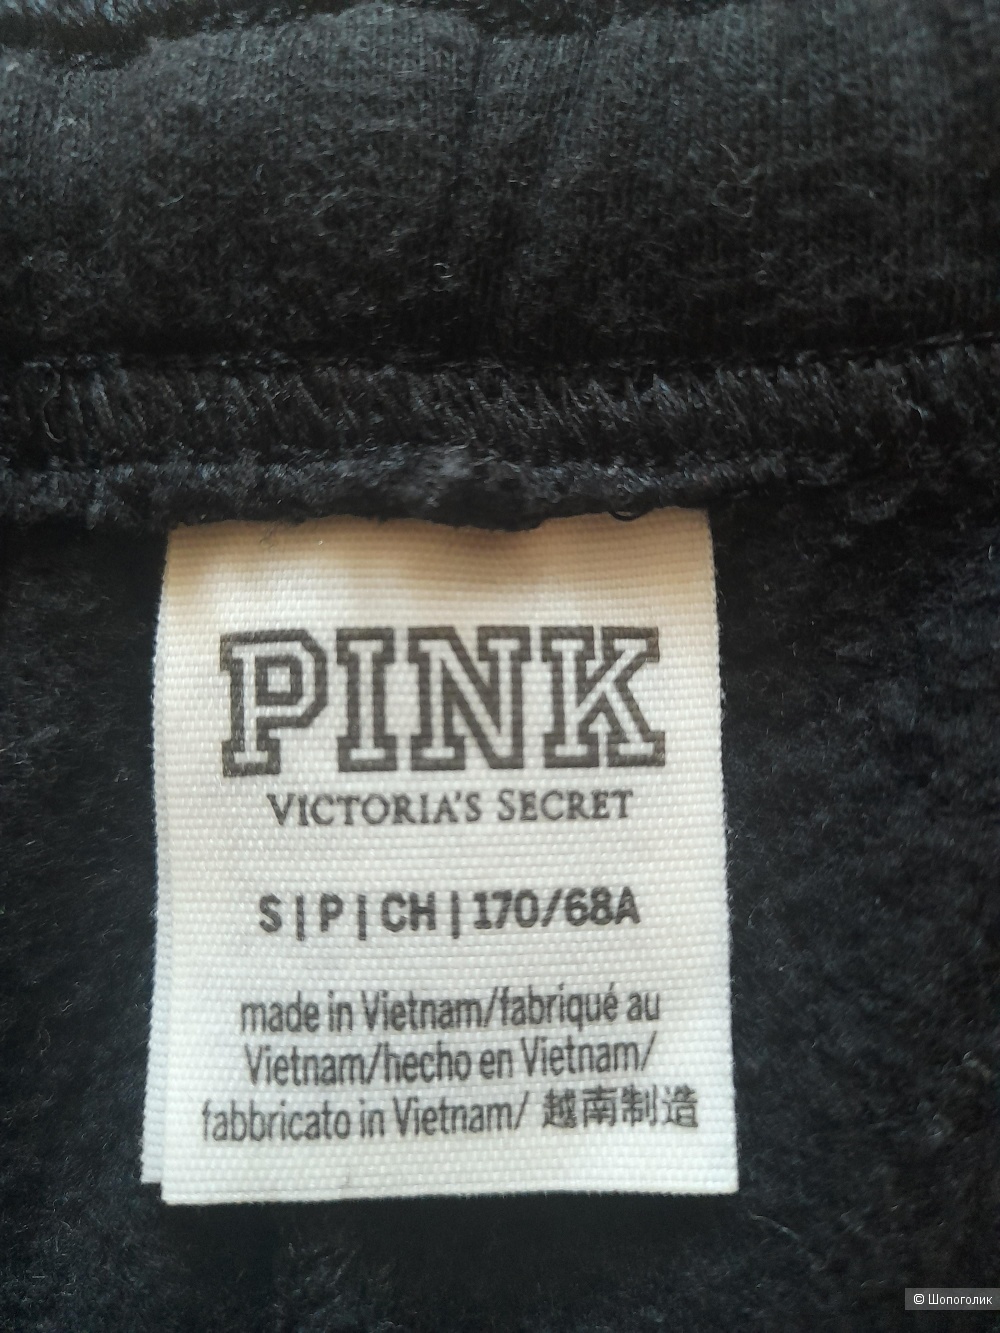 PINK
VICTORIA'S SECRET
S | P | CH | 170/68A
made in Vietnam/fabriqué au
Vietnam/hecho en Vietnam/
fabbricato in Vietnam/ 越南制造
© Шопоголик